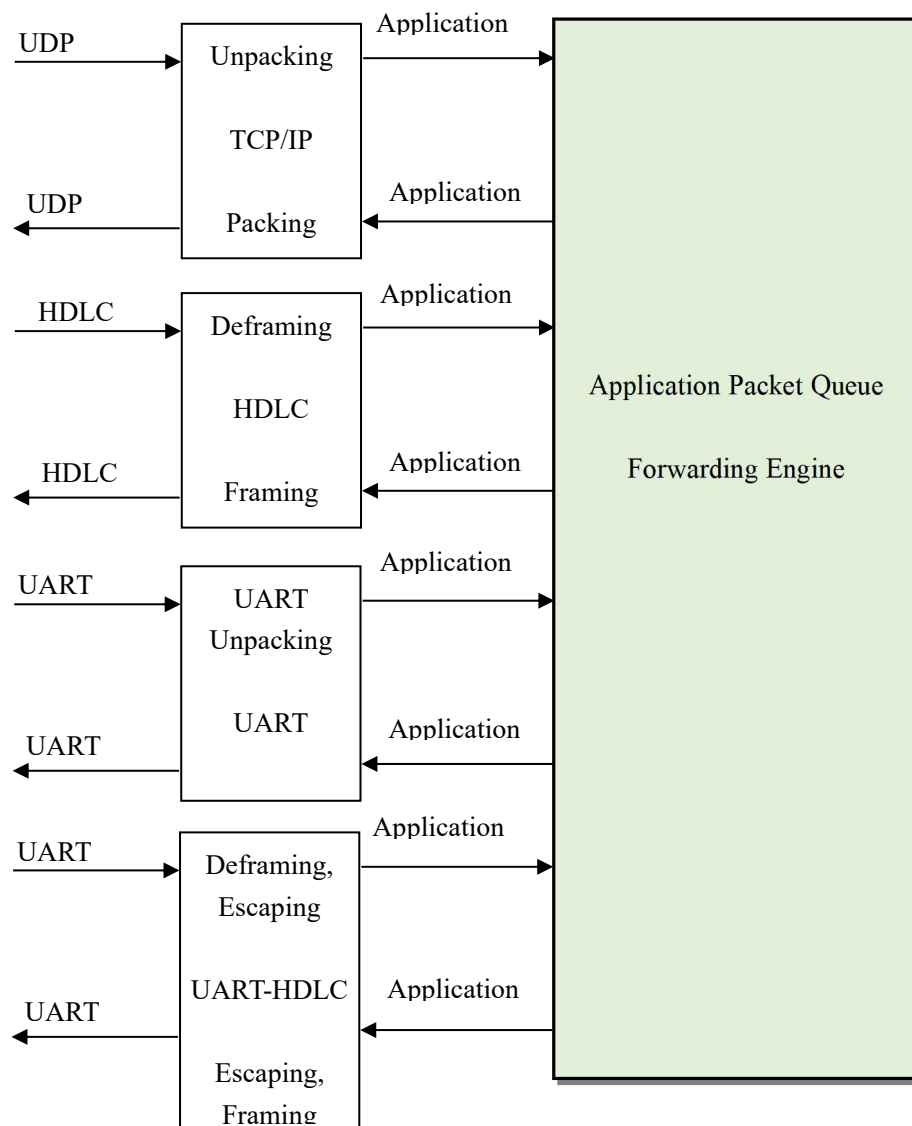 Application
UDP
Unpacking
TCP/IP
Application
UDP
Packing
Application
HDLC
Deframing
HDLC
Application
HDLC
Framing
Application
UART
UART
Unpacking
UART
Application
UART
Application
UART
Deframing,
Escaping
UART-HDLC
Application
UART
Escaping,
Framing
Application Packet Queue
Forwarding Engine